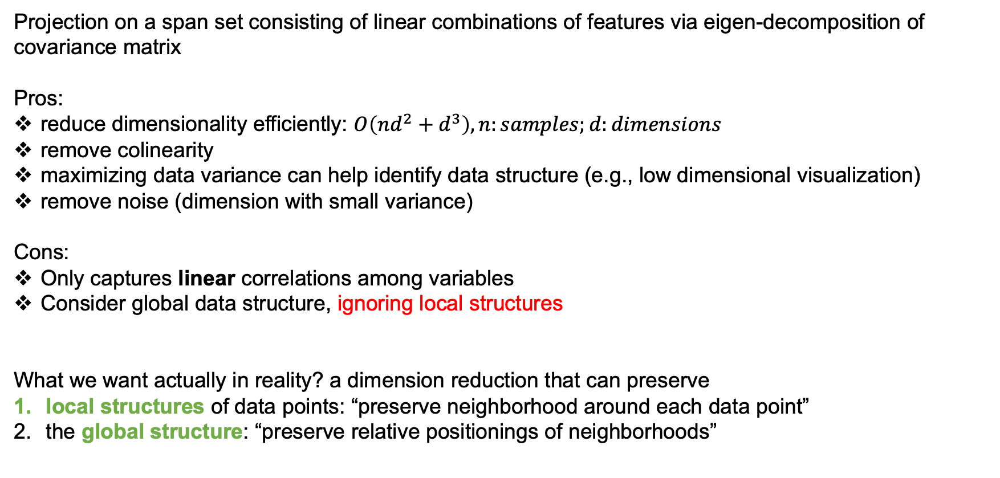 Projection on a span set consisting of linear combinations of features via eigen-decomposition of
covariance matrix
Pros:
❖ reduce dimensionality efficiently: O(nd² + d³), n: samples; d: dimensions
❖ remove colinearity
❖ maximizing data variance can help identify data structure (e.g., low dimensional visualization)
❖ remove noise (dimension with small variance)
Cons:
❖ Only captures linear correlations among variables
❖ Consider global data structure, ignoring local structures
What we want actually in reality? a dimension reduction that can preserve
1. local structures of data points: “preserve neighborhood around each data point”
2. the global structure: “preserve relative positionings of neighborhoods”